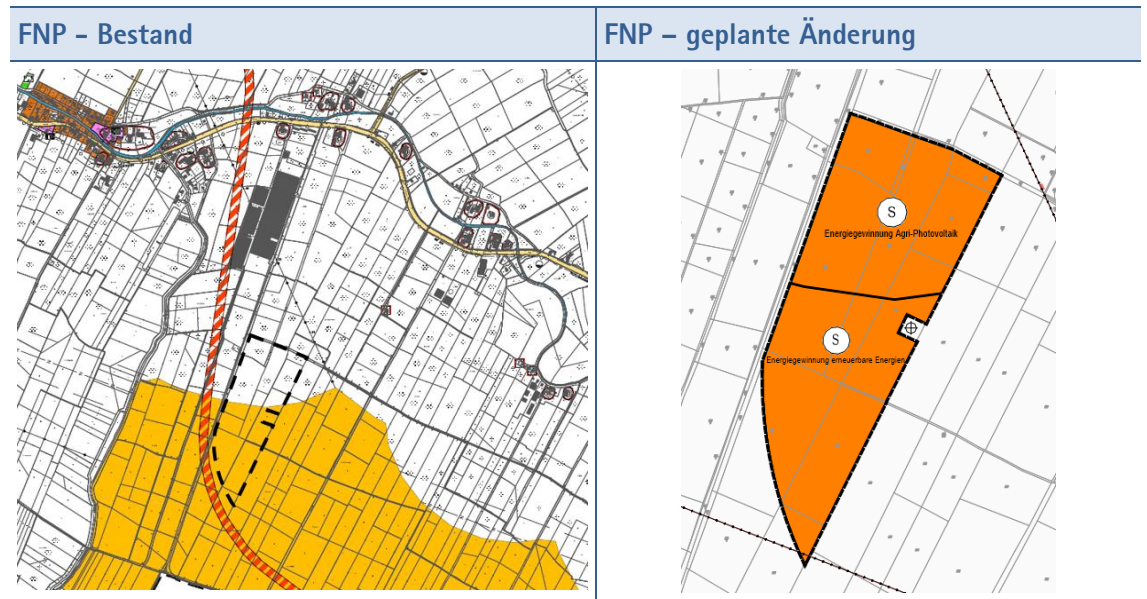 FNP - Bestand
FNP – geplante Änderung
S
Energiegewinnung Agri-Photovoltaik
S
Energiegewinnung erneuerbare Energien